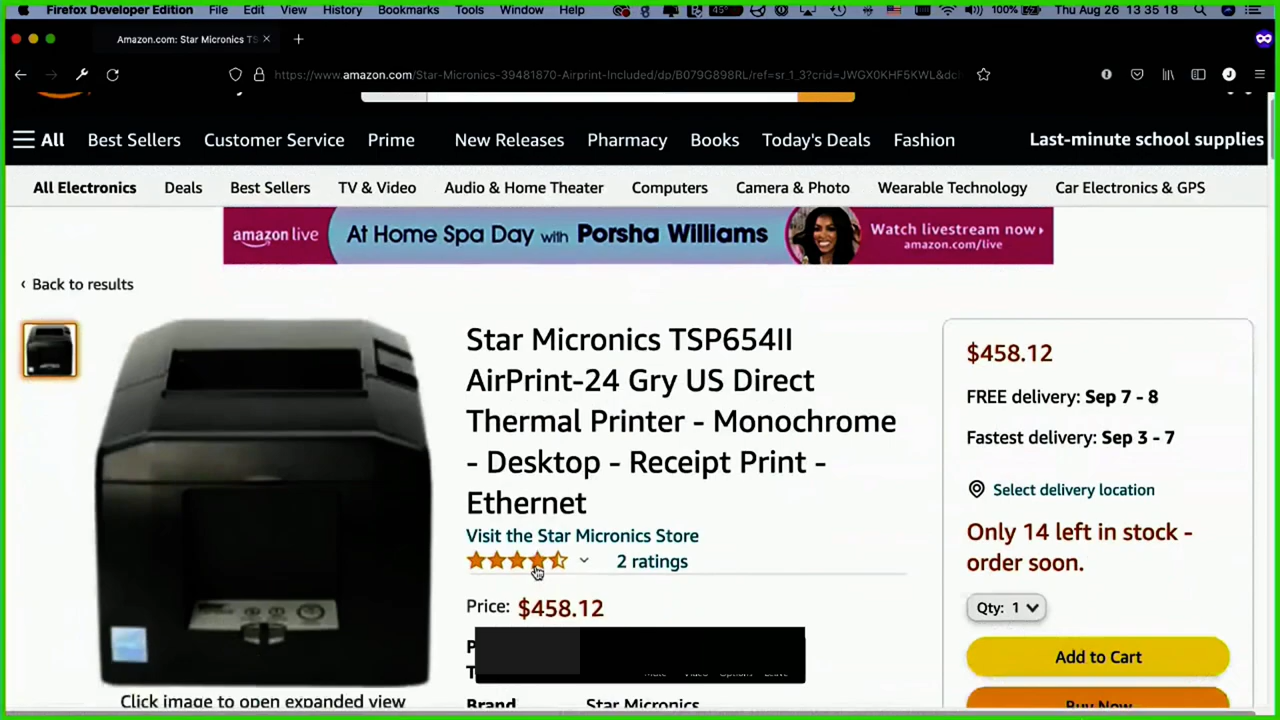 Firefox Developer Edition File Edit View History Bookmarks Tools Window Help 45° 100% Thu Aug 26 13 35 18
Amazon.com: Star Micronics TS
https://www.amazon.com/Star-Micronics-39481870-Airprint-Included/dp/B079G898RL/ref=sr_1_3?crid=JWGX0KHF5KWL&dc
All Best Sellers Customer Service Prime New Releases Pharmacy Books Today's Deals Fashion Last-minute school supplies
All Electronics Deals Best Sellers TV & Video Audio & Home Theater Computers Camera & Photo Wearable Technology Car Electronics & GPS
amazon live At Home Spa Day with Porsha Williams Watch livestream now
amazon.com/live
‹ Back to results
Star Micronics TSP654II
AirPrint-24 Gry US Direct
Thermal Printer - Monochrome
- Desktop - Receipt Print -
Ethernet
Visit the Star Micronics Store
2 ratings
Price: $458.12
Brand Star Micronics
Click image to open expanded view
$458.12
FREE delivery: Sep 7 - 8
Fastest delivery: Sep 3 - 7
Select delivery location
Only 14 left in stock -
order soon.
Qty: 1
Add to Cart
Buy Now